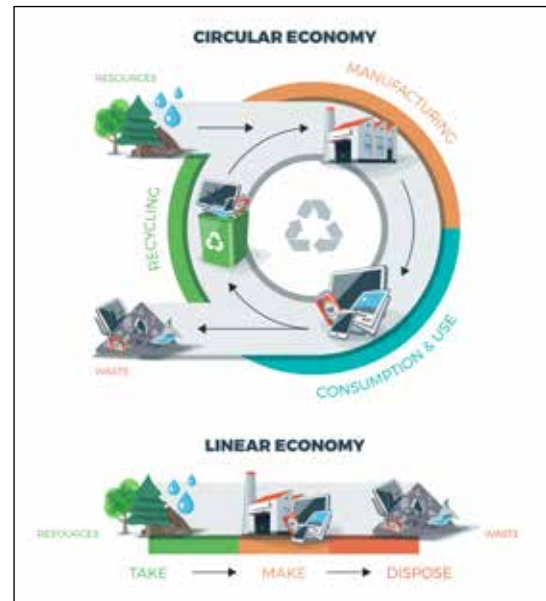 CIRCULAR ECONOMY
RESOURCES
MANUFACTURING
RECYCLING
CONSUMPTION & USE
WASTE
LINEAR ECONOMY
RESOURCES
WASTE
TAKE MAKE DISPOSE